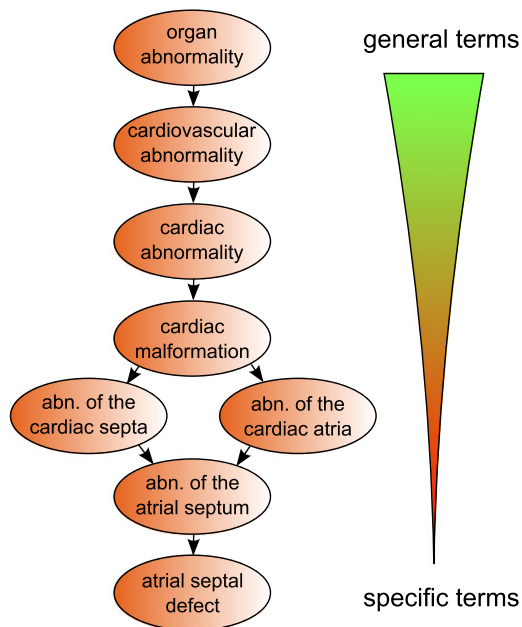 organ
abnormality
general terms
cardiovascular
abnormality
cardiac
abnormality
cardiac
malformation
abn. of the
cardiac septa
abn. of the
cardiac atria
abn. of the
atrial septum
atrial septal
defect
specific terms